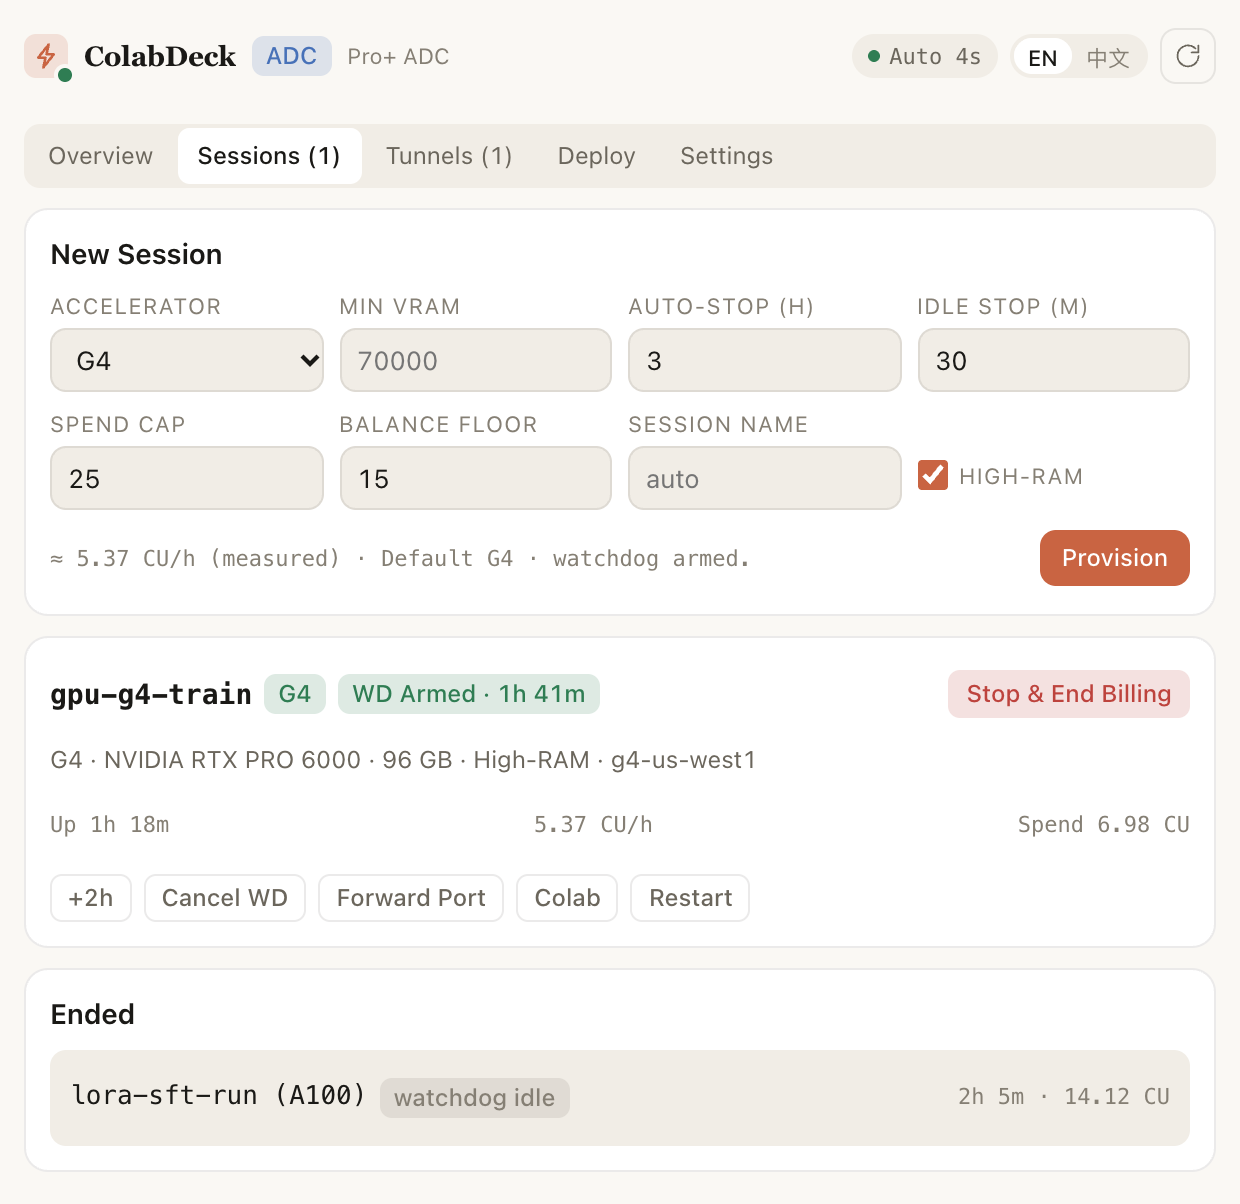 ColabDeck ADC Pro+ ADC Auto 4s EN 中文
Overview Sessions (1) Tunnels (1) Deploy Settings
New Session
ACCELERATOR MIN VRAM AUTO-STOP (H) IDLE STOP (M)
G4 70000 3 30
SPEND CAP BALANCE FLOOR SESSION NAME
25 15 auto HIGH-RAM
≈ 5.37 CU/h (measured) · Default G4 · watchdog armed. Provision
gpu-g4-train G4 WD Armed · 1h 41m Stop & End Billing
G4 · NVIDIA RTX PRO 6000 · 96 GB · High-RAM · g4-us-west1
Up 1h 18m 5.37 CU/h Spend 6.98 CU
+2h Cancel WD Forward Port Colab Restart
Ended
lora-sft-run (A100) watchdog idle 2h 5m · 14.12 CU